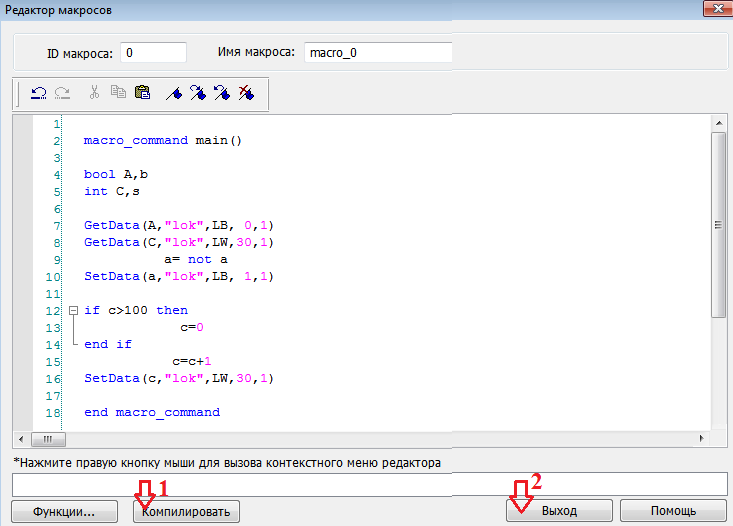 Редактор макросов
ID макроса: 0 Имя макроса: macro_0
1
2 macro_command main()
3
4 bool A,b
5 int C,s
6
7 GetData(A,"lok",LB, 0,1)
8 GetData(C,"lok",LW,30,1)
9 a= not a
10 SetData(a,"lok",LB, 1,1)
11
12 if c>100 then
13 c=0
14 end if
15 c=c+1
16 SetData(c,"lok",LW,30,1)
17
18 end macro_command
*Нажмите правую кнопку мыши для вызова контекстного меню редактора
1 2
Функции... Компилировать Выход Помощь